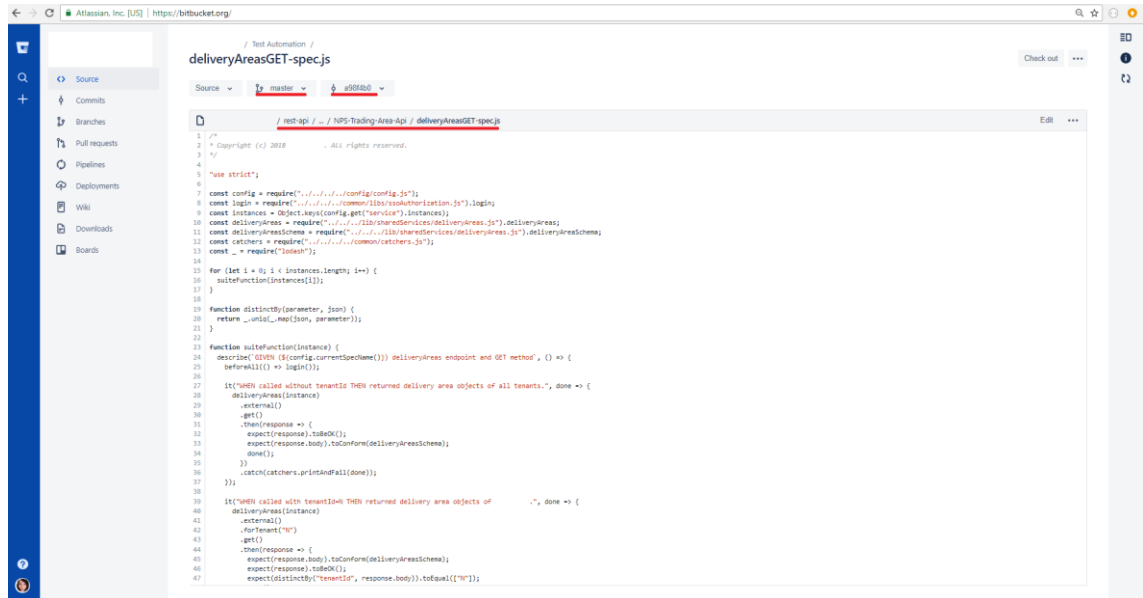 Atlassian, Inc. [US] | https://bitbucket.org/
/ Test Automation /
deliveryAreasGET-spec.js
Check out
Source
master
a98f4b0
Source
Commits
Branches
Pull requests
Pipelines
Deployments
Wiki
Downloads
Boards
/ rest-api / … / NPS-Trading-Area-Api / deliveryAreasGET-spec.js
Edit
1 /*
2 * Copyright (c) 2018 . All rights reserved.
3 */
4
5 "use strict";
6
7 const config = require("../../../../config/config.js");
8 const login = require("../../../../common/libs/ssoAuthorization.js").login;
9 const instances = Object.keys(config.get("service").instances);
10 const deliveryAreas = require("../../../lib/sharedServices/deliveryAreas.js").deliveryAreas;
11 const deliveryAreasSchema = require("../../../lib/sharedServices/deliveryAreas.js").deliveryAreaSchema;
12 const catchers = require("../../../../common/catchers.js");
13 const _ = require("lodash");
14
15 for (let i = 0; i < instances.length; i++) {
16 suiteFunction(instances[i]);
17 }
18
19 function distinctBy(parameter, json) {
20 return _.uniq(_.map(json, parameter));
21 }
22
23 function suiteFunction(instance) {
24 describe(`GIVEN (${config.currentSpecName()}) deliveryAreas endpoint and GET method`, () => {
25 beforeAll(() => login());
26
27 it("WHEN called without tenantId THEN returned delivery area objects of all tenants.", done => {
28 deliveryAreas(instance)
29 .external()
30 .get()
31 .then(response => {
32 expect(response).toBeOK();
33 expect(response.body).toConform(deliveryAreasSchema);
34 done();
35 })
36 .catch(catchers.printAndFail(done));
37 });
38
39 it("WHEN called with tenantId=N THEN returned delivery area objects of .", done => {
40 deliveryAreas(instance)
41 .external()
42 .forTenant("N")
43 .get()
44 .then(response => {
45 expect(response.body).toConform(deliveryAreasSchema);
46 expect(response).toBeOK();
47 expect(distinctBy("tenantId", response.body)).toEqual(["N"]);